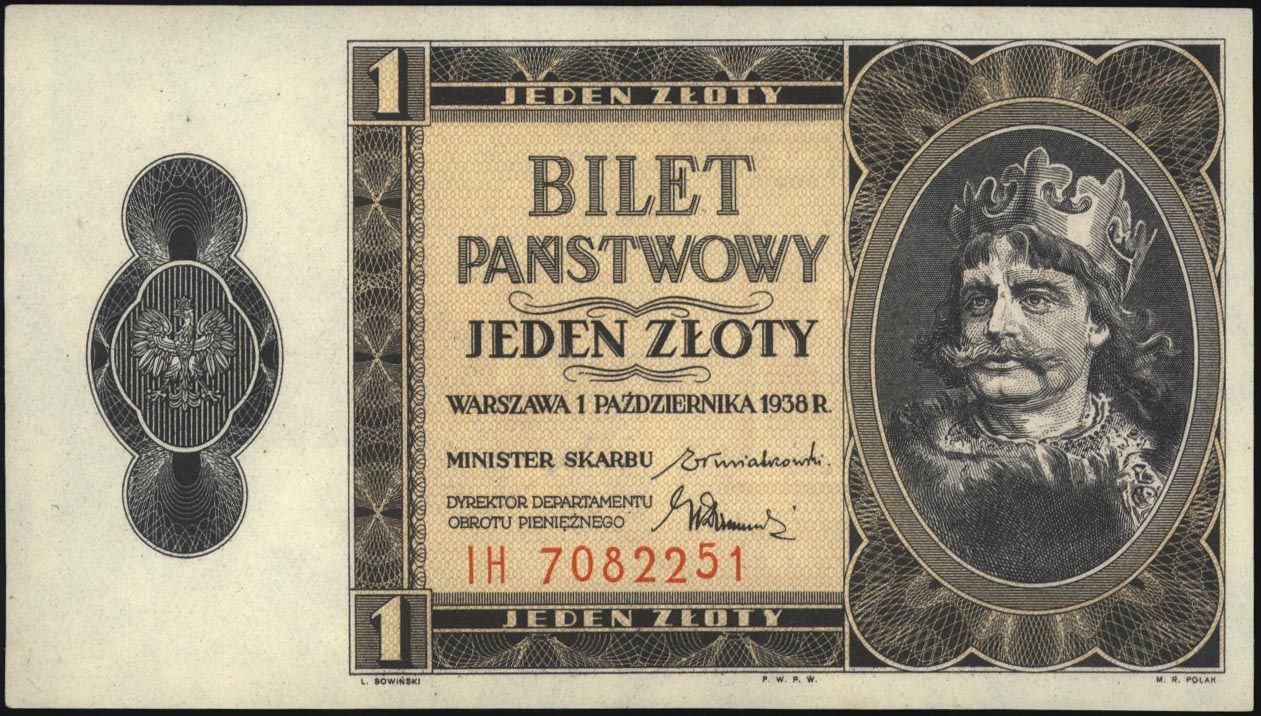 1
JEDEN ZŁOTY
BILET
PAŃSTWOWY
JEDEN ZŁOTY
WARSZAWA 1 PAŹDZIERNIKA 1938 R.
MINISTER SKARBU
DYREKTOR DEPARTAMENTU
OBROTU PIENIĘŻNEGO
IH 7082251
1
JEDEN ZŁOTY
L. SOWIŃSKI P. W. P. W. M. R. POLAK